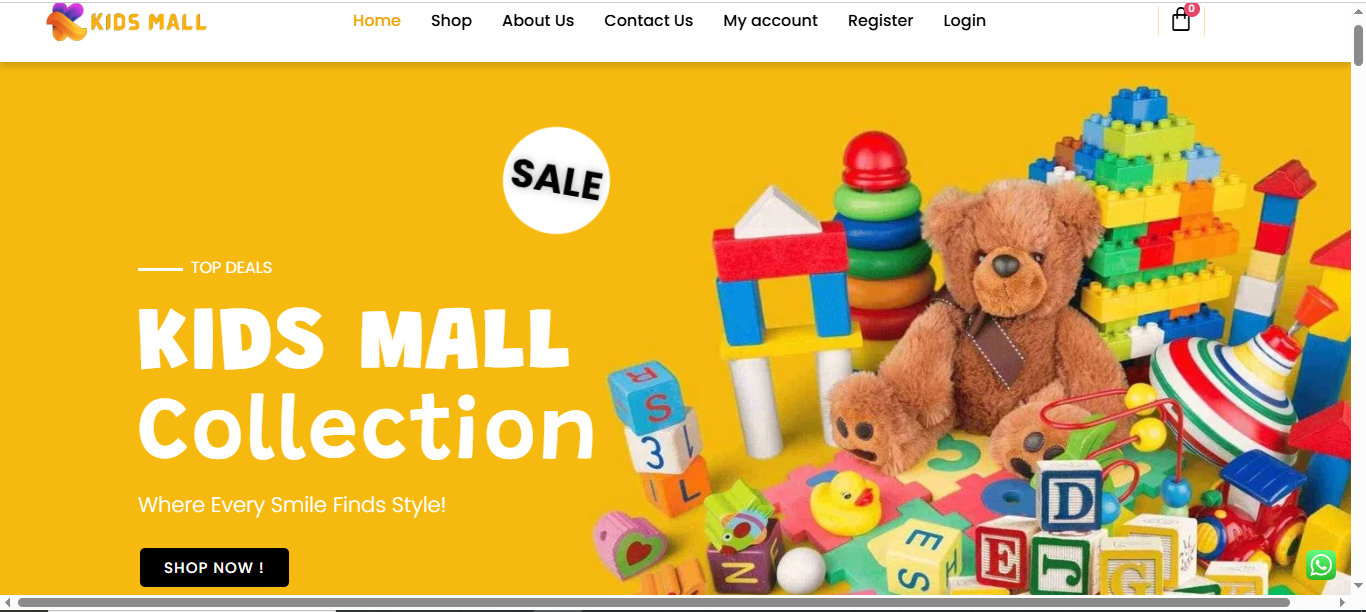 KIDS MALL
Home Shop About Us Contact Us My account Register Login
0
SALE
TOP DEALS
KIDS MALL
Collection
Where Every Smile Finds Style!
SHOP NOW !
R
S
3 L
L
D
E
E J G
N
S